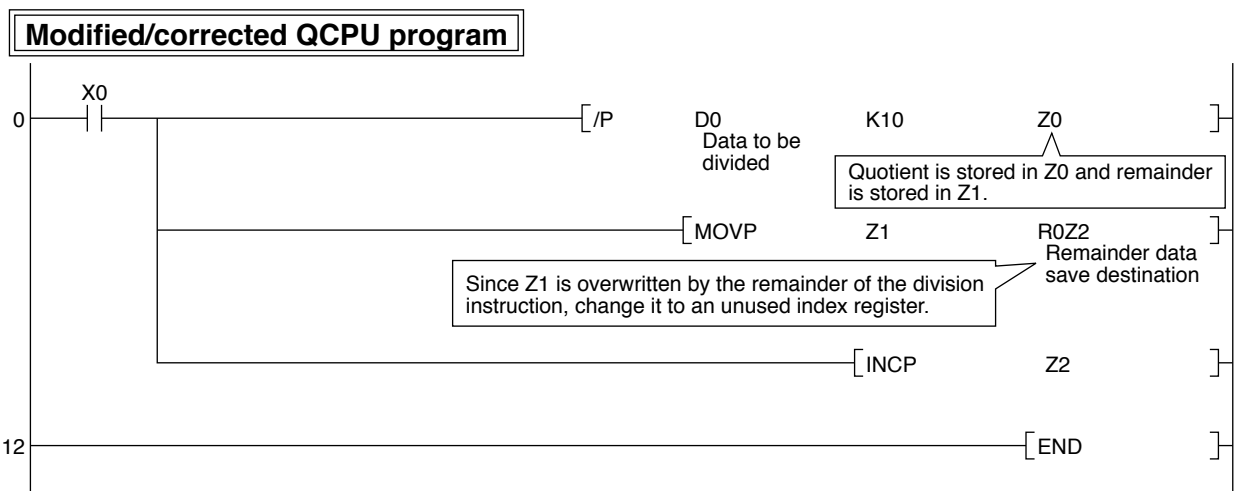 Modified/corrected QCPU program
X0
0
/P D0 K10 Z0
Data to be
divided
Quotient is stored in Z0 and remainder
is stored in Z1.
MOVP Z1 R0Z2
Remainder data
save destination
Since Z1 is overwritten by the remainder of the division
instruction, change it to an unused index register.
INCP Z2
12
END